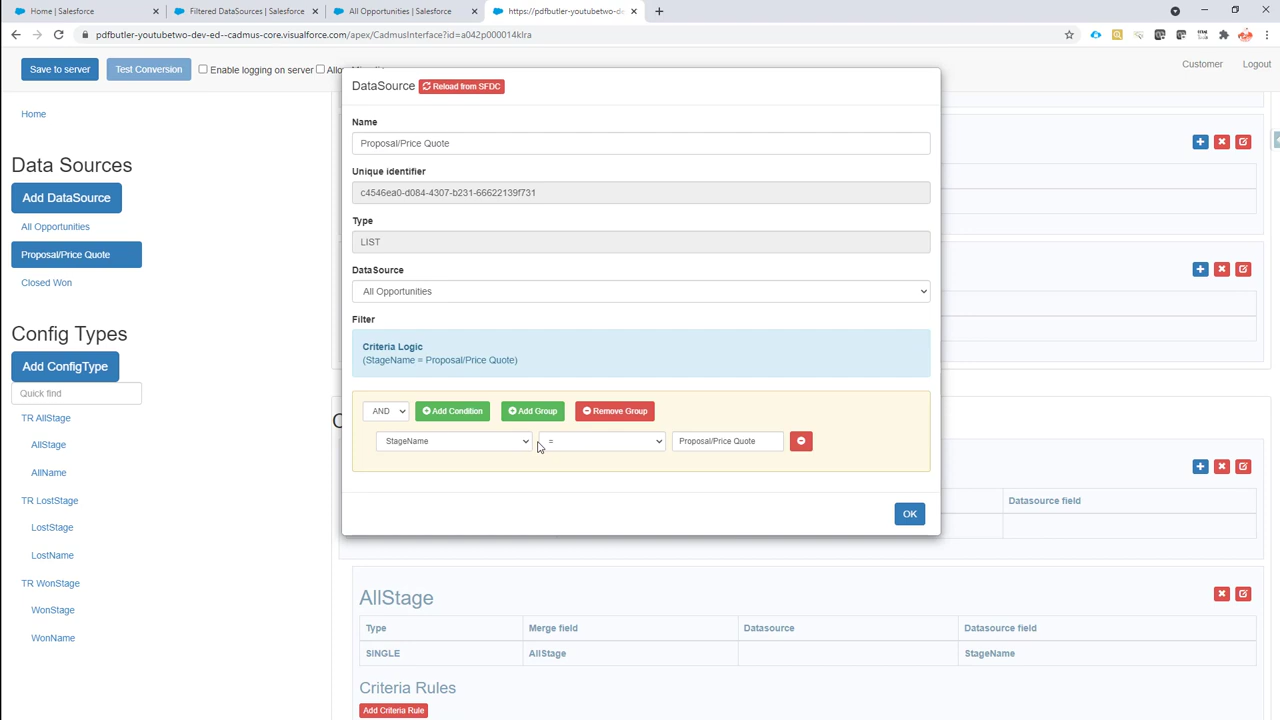 Home | Salesforce
Filtered DataSources | Salesforce
All Opportunities | Salesforce
https://pdfbutler-youtubetwo-de
pdfbutler-youtubetwo-dev-ed--cadmus-core.visualforce.com/apex/CadmusInterface?id=a042p000014klra
Save to server
Test Conversion
Enable logging on server
Customer
Logout
Home
Data Sources
Add DataSource
All Opportunities
Proposal/Price Quote
Closed Won
Config Types
Add ConfigType
Quick find
TR AllStage
AllStage
AllName
TR LostStage
LostStage
LostName
TR WonStage
WonStage
WonName
DataSource
Reload from SFDC
Name
Proposal/Price Quote
Unique identifier
c4546ea0-d084-4307-b231-66622139f731
Type
LIST
DataSource
All Opportunities
Filter
Criteria Logic
(StageName = Proposal/Price Quote)
AND
Add Condition
Add Group
Remove Group
StageName
=
Proposal/Price Quote
OK
Datasource field
AllStage
Type Merge field Datasource Datasource field
SINGLE AllStage StageName
Criteria Rules
Add Criteria Rule